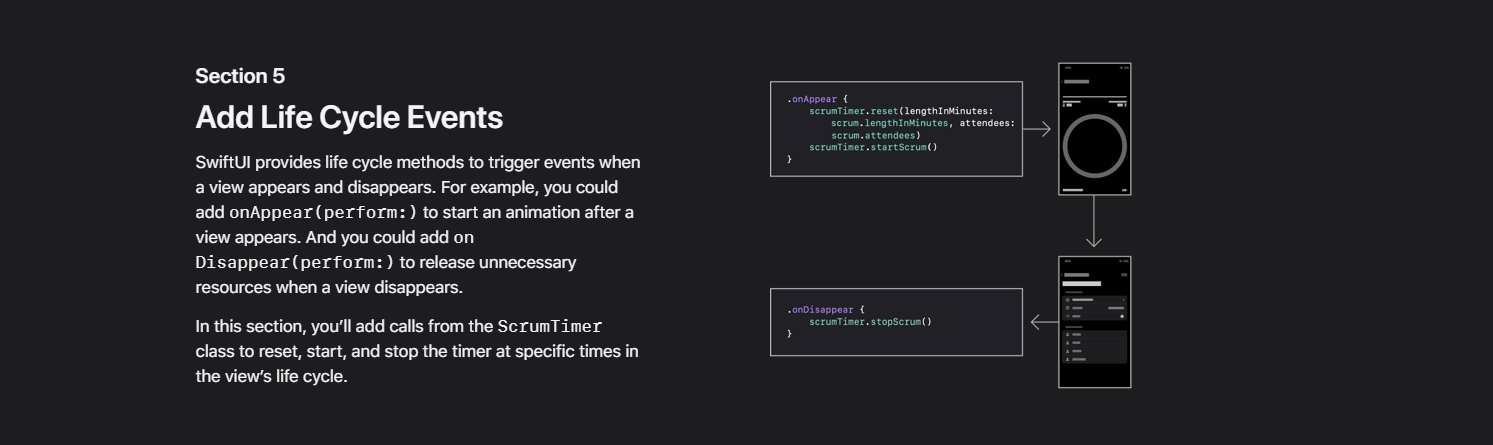 Section 5
Add Life Cycle Events
SwiftUI provides life cycle methods to trigger events when
a view appears and disappears. For example, you could
add onAppear(perform:) to start an animation after a
view appears. And you could add on
Disappear(perform:) to release unnecessary
resources when a view disappears.
In this section, you’ll add calls from the ScrumTimer
class to reset, start, and stop the timer at specific times in
the view’s life cycle.
.onAppear {
scrumTimer.reset(lengthInMinutes:
scrum.lengthInMinutes, attendees:
scrum.attendees)
scrumTimer.startScrum()
}
.onDisappear {
scrumTimer.stopScrum()
}